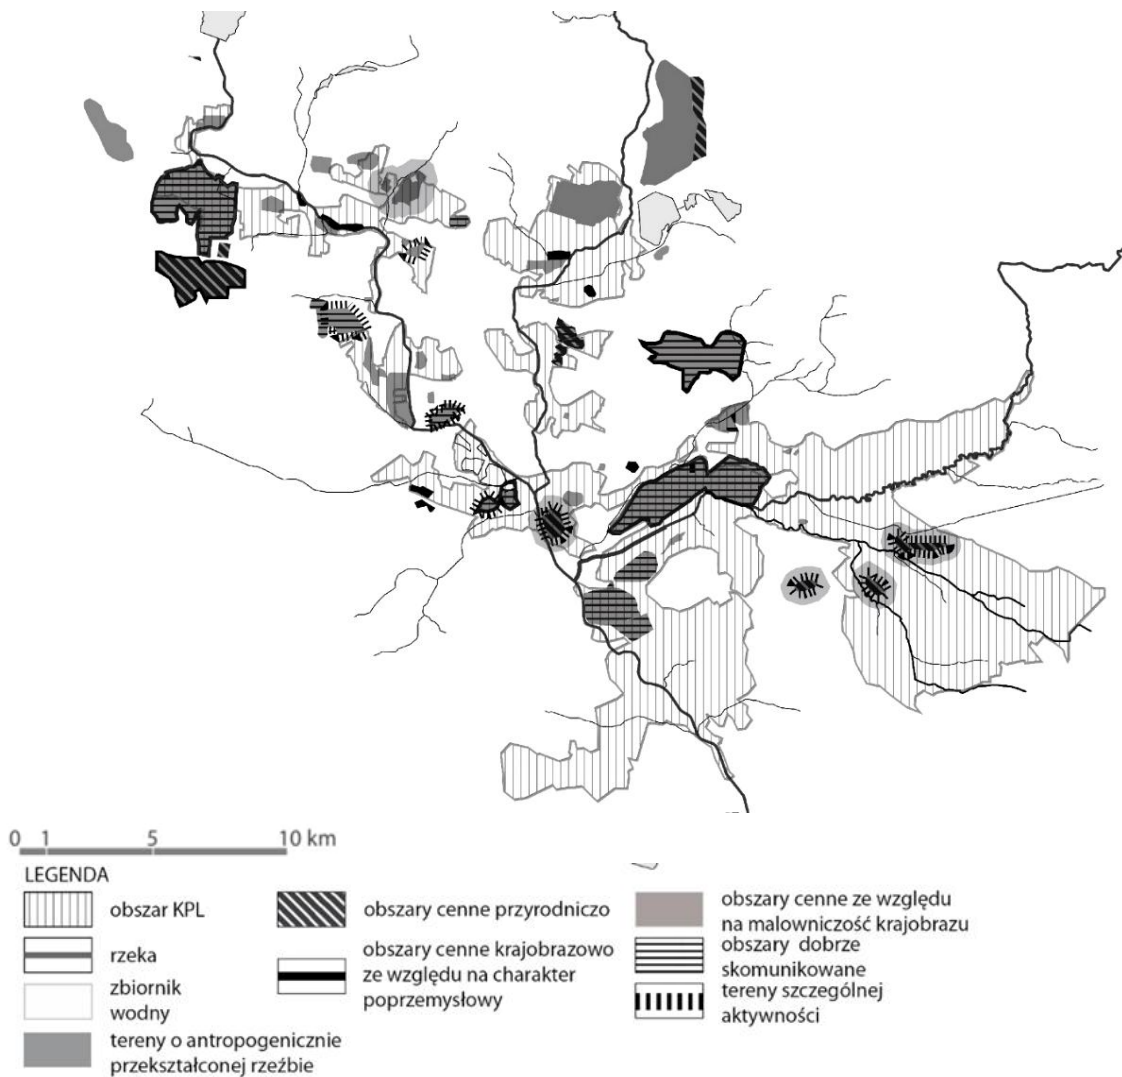 0 1 5 10 km
LEGENDA
obszar KPL
rzeka
zbiornik
wodny
tereny o antropogenicznie
przekształconej rzeźbie
obszary cenne przyrodniczo
obszary cenne krajobrazowo
ze względu na charakter
poprzemysłowy
obszary cenne ze względu
na malowniczość krajobrazu
obszary dobrze
skomunikowane
tereny szczególnej
aktywności